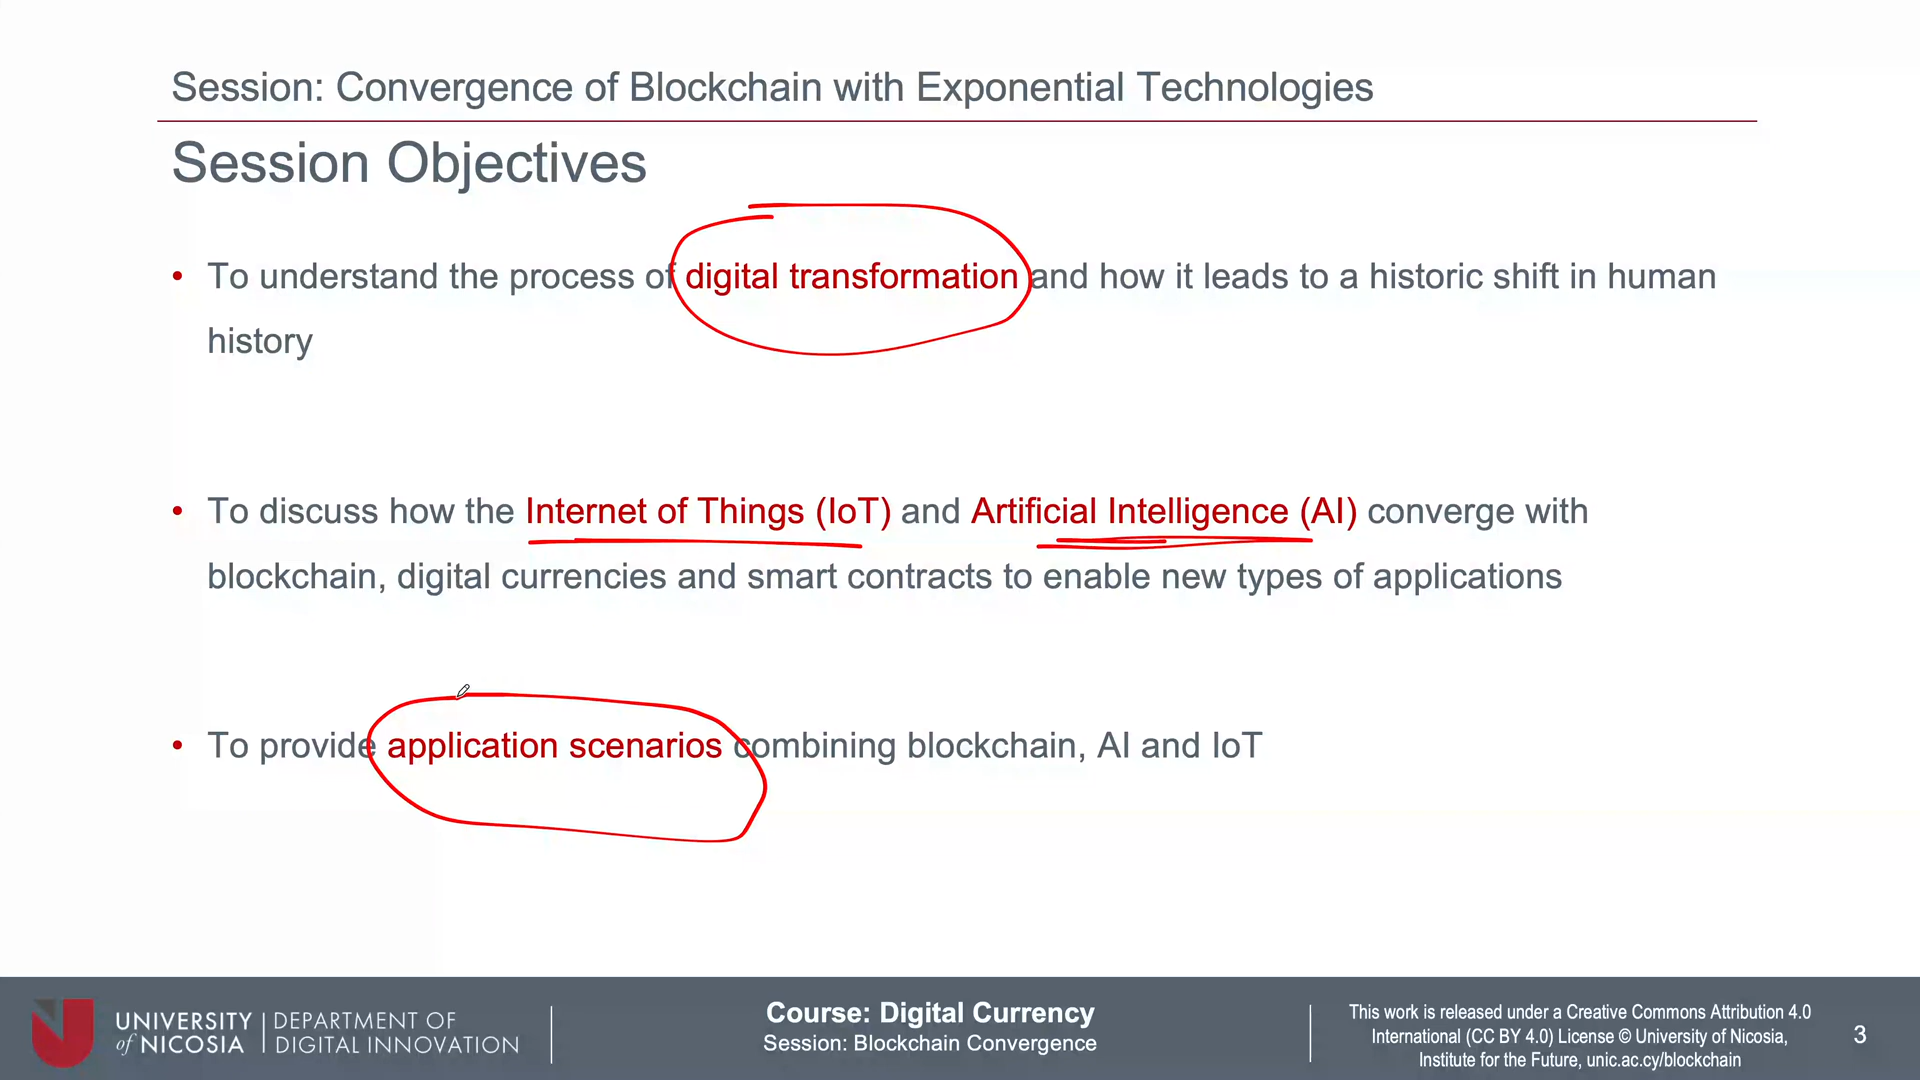 Session: Convergence of Blockchain with Exponential Technologies
Session Objectives
• To understand the process of digital transformation and how it leads to a historic shift in human
history
• To discuss how the Internet of Things (IoT) and Artificial Intelligence (AI) converge with
blockchain, digital currencies and smart contracts to enable new types of applications
• To provide application scenarios combining blockchain, AI and IoT
UNIVERSITY
of NICOSIA
DEPARTMENT OF
DIGITAL INNOVATION
Course: Digital Currency
Session: Blockchain Convergence
This work is released under a Creative Commons Attribution 4.0
International (CC BY 4.0) License © University of Nicosia,
Institute for the Future, unic.ac.cy/blockchain
3